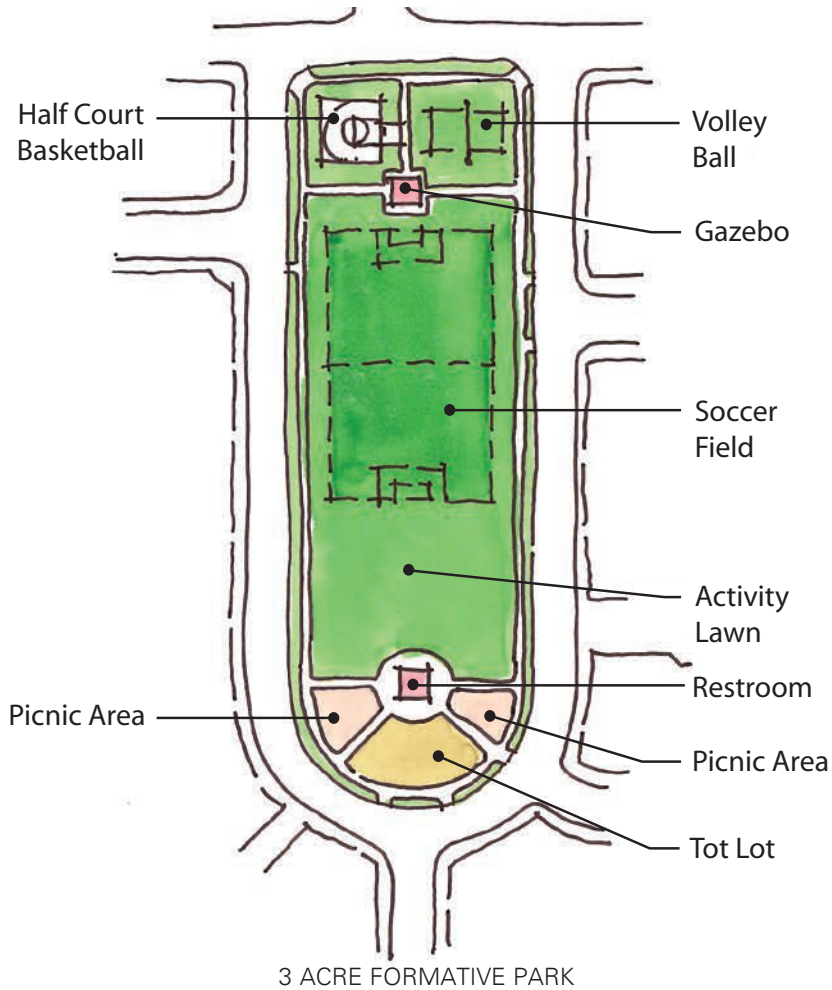 Half Court
Basketball
Volley
Ball
Gazebo
Soccer
Field
Activity
Lawn
Restroom
Picnic Area
Picnic Area
Tot Lot
3 ACRE FORMATIVE PARK